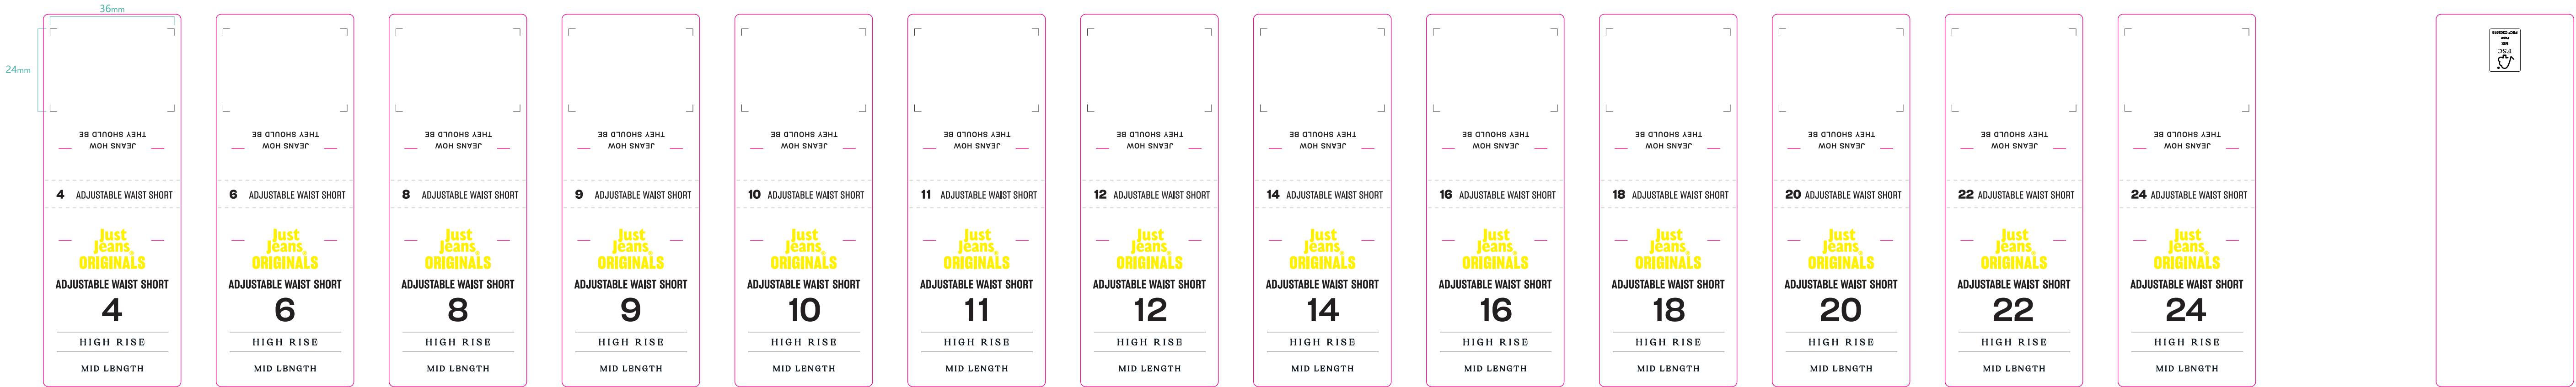 36mm
24mm
THEY SHOULD BE
JEANS HOW
4 ADJUSTABLE WAIST SHORT
Just
Jeans
ORIGINALS
ADJUSTABLE WAIST SHORT
4
HIGH RISE
MID LENGTH
THEY SHOULD BE
JEANS HOW
6 ADJUSTABLE WAIST SHORT
Just
Jeans
ORIGINALS
ADJUSTABLE WAIST SHORT
6
HIGH RISE
MID LENGTH
THEY SHOULD BE
JEANS HOW
8 ADJUSTABLE WAIST SHORT
Just
Jeans
ORIGINALS
ADJUSTABLE WAIST SHORT
8
HIGH RISE
MID LENGTH
THEY SHOULD BE
JEANS HOW
9 ADJUSTABLE WAIST SHORT
Just
Jeans
ORIGINALS
ADJUSTABLE WAIST SHORT
9
HIGH RISE
MID LENGTH
THEY SHOULD BE
JEANS HOW
10 ADJUSTABLE WAIST SHORT
Just
Jeans
ORIGINALS
ADJUSTABLE WAIST SHORT
10
HIGH RISE
MID LENGTH
THEY SHOULD BE
JEANS HOW
11 ADJUSTABLE WAIST SHORT
Just
Jeans
ORIGINALS
ADJUSTABLE WAIST SHORT
11
HIGH RISE
MID LENGTH
THEY SHOULD BE
JEANS HOW
12 ADJUSTABLE WAIST SHORT
Just
Jeans
ORIGINALS
ADJUSTABLE WAIST SHORT
12
HIGH RISE
MID LENGTH
THEY SHOULD BE
JEANS HOW
14 ADJUSTABLE WAIST SHORT
Just
Jeans
ORIGINALS
ADJUSTABLE WAIST SHORT
14
HIGH RISE
MID LENGTH
THEY SHOULD BE
JEANS HOW
16 ADJUSTABLE WAIST SHORT
Just
Jeans
ORIGINALS
ADJUSTABLE WAIST SHORT
16
HIGH RISE
MID LENGTH
THEY SHOULD BE
JEANS HOW
18 ADJUSTABLE WAIST SHORT
Just
Jeans
ORIGINALS
ADJUSTABLE WAIST SHORT
18
HIGH RISE
MID LENGTH
THEY SHOULD BE
JEANS HOW
20 ADJUSTABLE WAIST SHORT
Just
Jeans
ORIGINALS
ADJUSTABLE WAIST SHORT
20
HIGH RISE
MID LENGTH
THEY SHOULD BE
JEANS HOW
22 ADJUSTABLE WAIST SHORT
Just
Jeans
ORIGINALS
ADJUSTABLE WAIST SHORT
22
HIGH RISE
MID LENGTH
THEY SHOULD BE
JEANS HOW
24 ADJUSTABLE WAIST SHORT
Just
Jeans
ORIGINALS
ADJUSTABLE WAIST SHORT
24
HIGH RISE
MID LENGTH
FSC
MIX
Paper